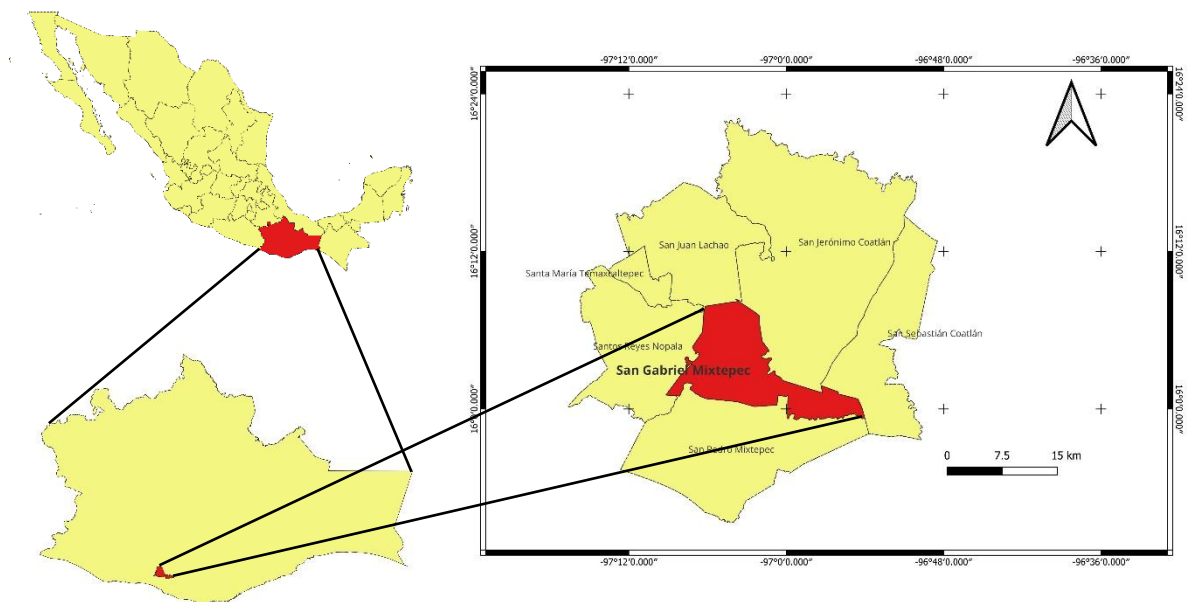 -97°12'0.000"
-97°0'0.000"
-96°48'0.000"
-96°36'0.000"
16°24'0.000"
16°24'0.000"
San Juan Lachao
San Jerónimo Coatlán
16°12'0.000"
16°12'0.000"
Santa María Temaxcaltepec
San Sebastián Coatlán
Santos Reyes Nopala
San Gabriel Mixtepec
16°0'0.000"
16°0'0.000"
San Pedro Mixtepec
0 7.5 15 km
-97°12'0.000"
-97°0'0.000"
-96°48'0.000"
-96°36'0.000"